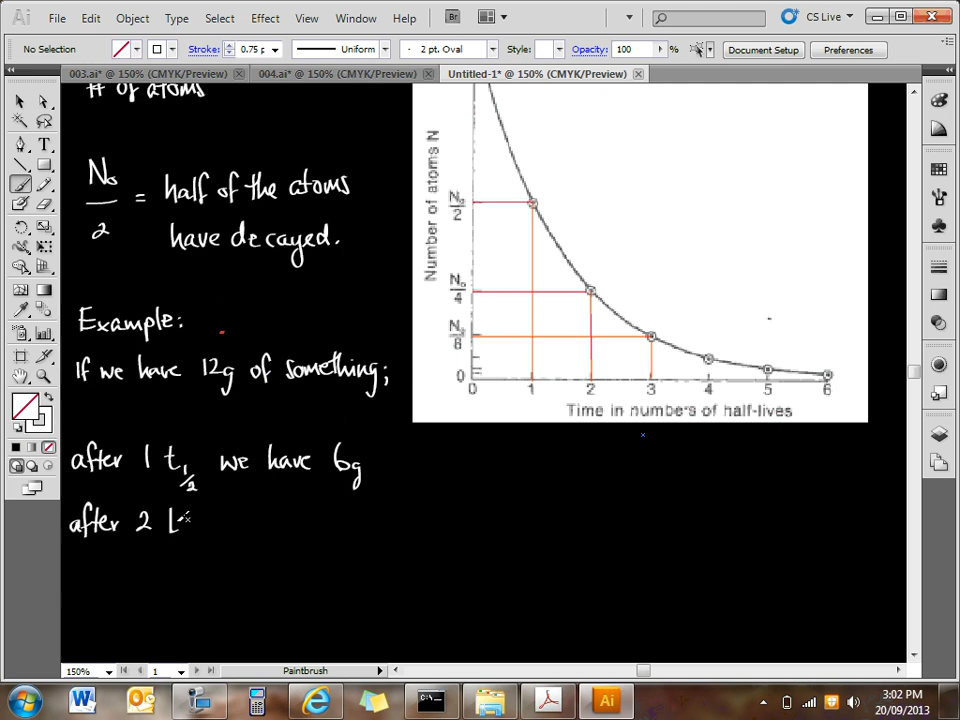 Ai File Edit Object Type Select Effect View Window Help Br CS Live
No Selection Stroke: 0.75 p Uniform 2 pt. Oval Style: Opacity: 100 % Document Setup Preferences
003.ai* @ 150% (CMYK/Preview) 004.ai* @ 150% (CMYK/Preview) Untitled-1* @ 150% (CMYK/Preview)
# of atoms
N₀
— = half of the atoms
2 have decayed.
Example:
If we have 12g of something;
after 1 t1/2 we have 6g
after 2
Number of atoms N
N₀/2
N₀/4
N₀/8
0
0 1 2 3 4 5 6
Time in numbers of half-lives
150% 1 Paintbrush
3:02 PM
20/09/2013